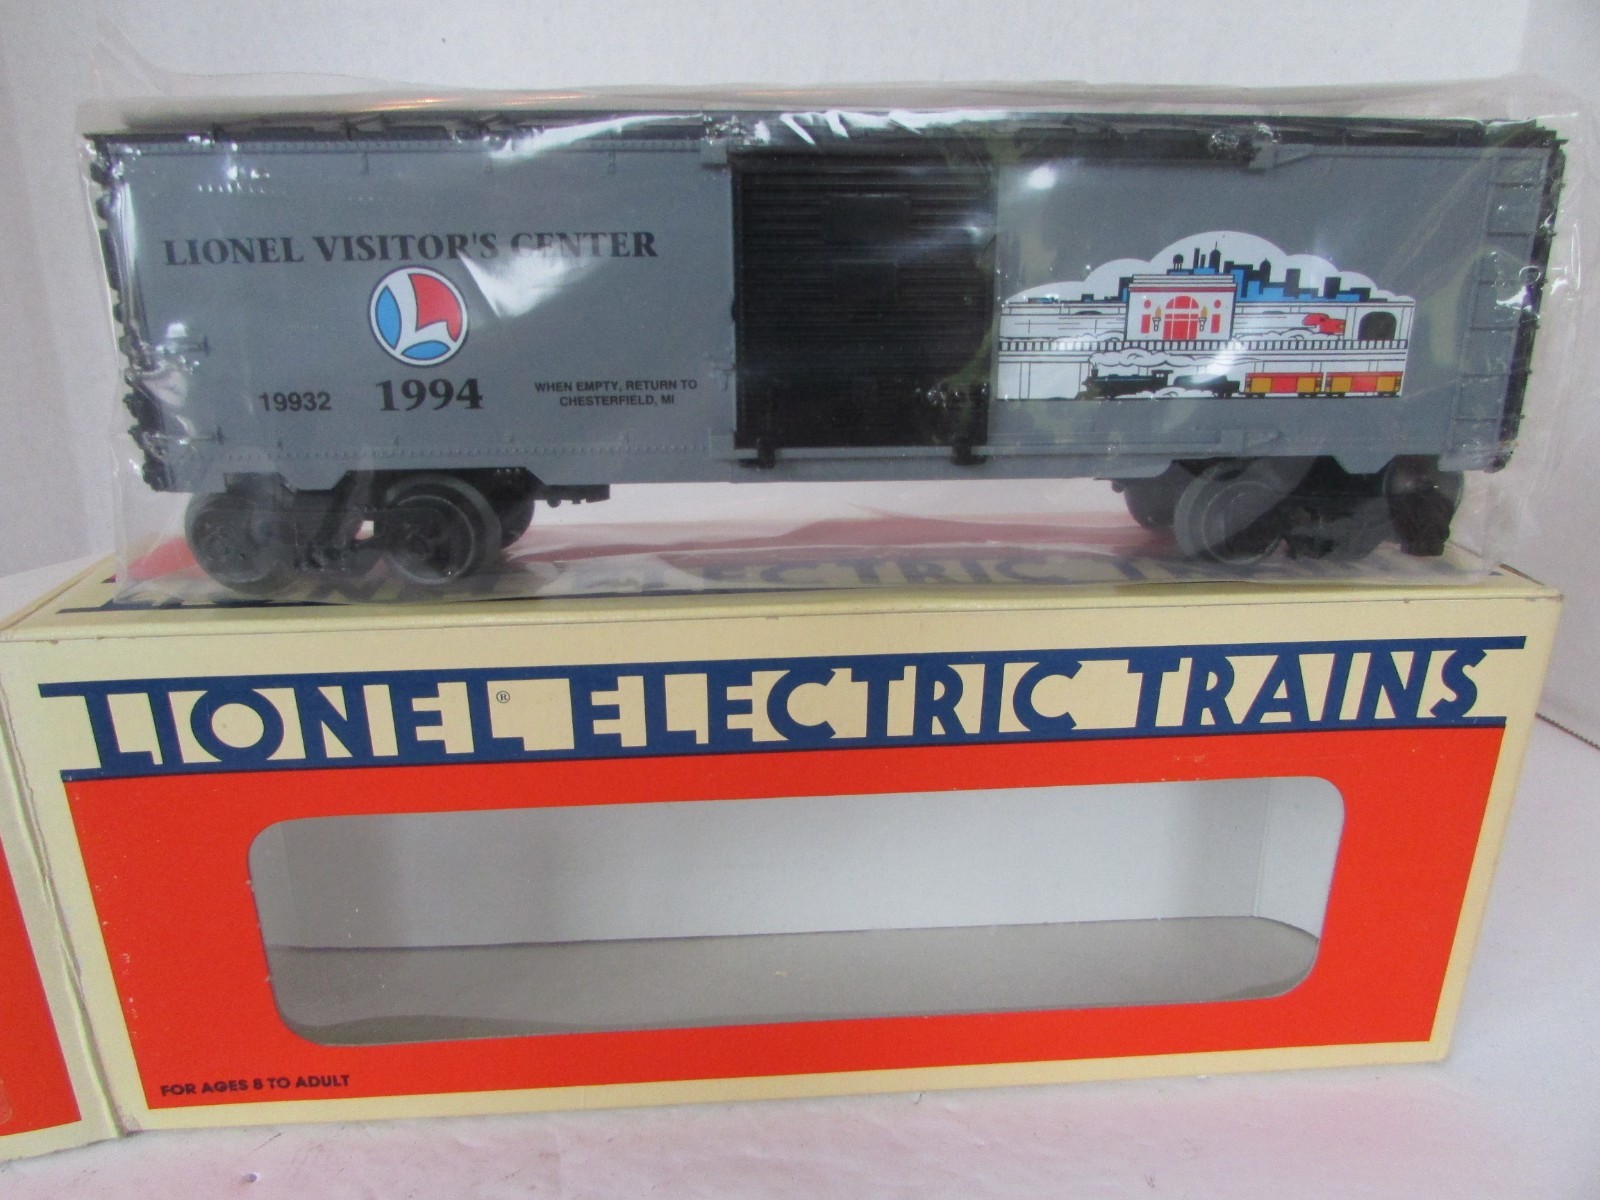 LIONEL VISITOR'S CENTER
L
19932
1994
WHEN EMPTY, RETURN TO
CHESTERFIELD, MI
ELECTRIC
LIONEL® ELECTRIC TRAINS
FOR AGES 8 TO ADULT